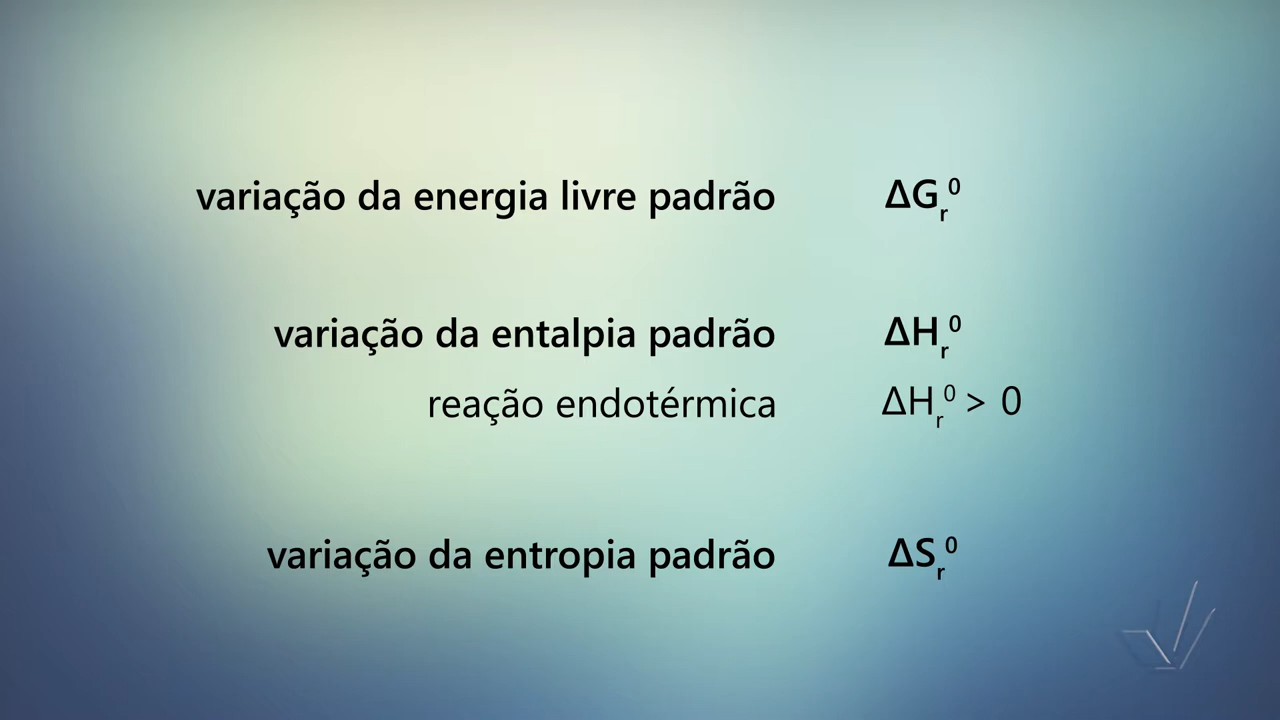 variação da energia livre padrão ΔGᵣ⁰
variação da entalpia padrão ΔHᵣ⁰
reação endotérmica ΔHᵣ⁰ > 0
variação da entropia padrão ΔSᵣ⁰